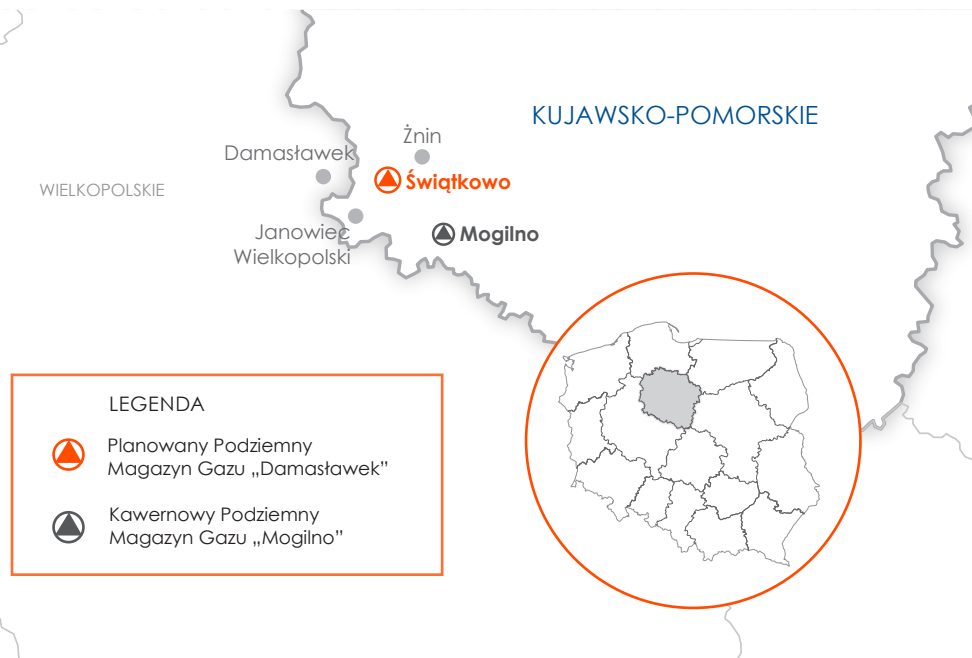 KUJAWSKO-POMORSKIE
Żnin
Damasławek
Świątkowo
WIELKOPOLSKIE
Janowiec
Wielkopolski
Mogilno
LEGENDA
Planowany Podziemny
Magazyn Gazu „Damasławek”
Kawernowy Podziemny
Magazyn Gazu „Mogilno”